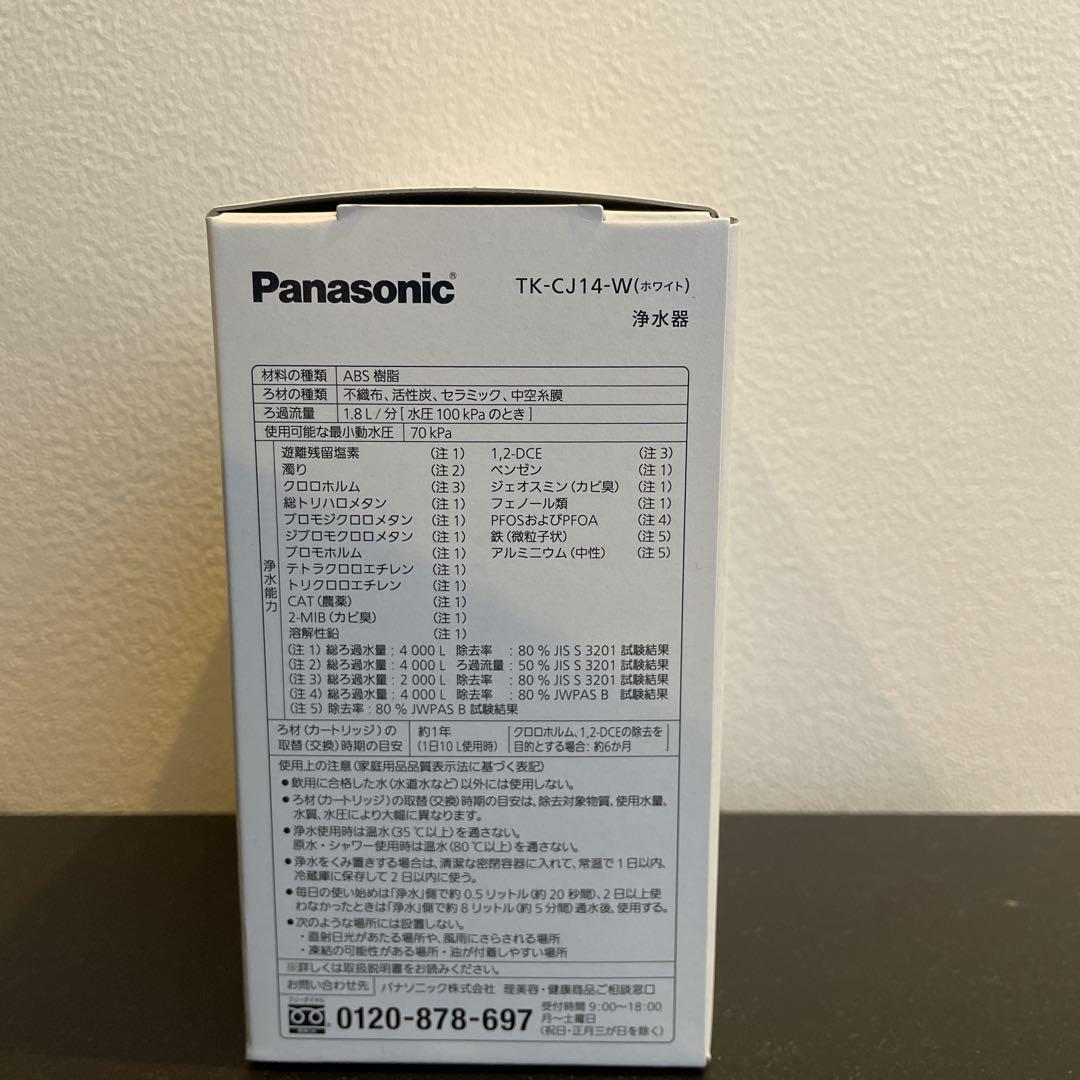 Panasonic®
TK-CJ14-W(ホワイト)
浄水器
材料の種類 ABS 樹脂
ろ材の種類 不織布、活性炭、セラミック、中空糸膜
ろ過流量 1.8 L / 分 [ 水圧 100 kPa のとき ]
使用可能な最小動水圧 70 kPa
浄水能力
遊離残留塩素 (注 1) 1,2-DCE (注 3)
濁り (注 2) ベンゼン (注 1)
クロロホルム (注 3) ジェオスミン(カビ臭) (注 1)
総トリハロメタン (注 1) フェノール類 (注 1)
ブロモジクロロメタン (注 1) PFOSおよびPFOA (注 4)
ジブロモクロロメタン (注 1) 鉄(微粒子状) (注 5)
ブロモホルム (注 1) アルミニウム(中性) (注 5)
テトラクロロエチレン (注 1)
トリクロロエチレン (注 1)
CAT(農薬) (注 1)
2-MIB(カビ臭) (注 1)
溶解性鉛 (注 1)
(注 1) 総ろ過水量 : 4 000 L 除去率 : 80 % JIS S 3201 試験結果
(注 2) 総ろ過水量 : 4 000 L ろ過流量 : 50 % JIS S 3201 試験結果
(注 3) 総ろ過水量 : 2 000 L 除去率 : 80 % JIS S 3201 試験結果
(注 4) 総ろ過水量 : 4 000 L 除去率 : 80 % JWPAS B 試験結果
(注 5) 除去率 : 80 % JWPAS B 試験結果
ろ材(カートリッジ)の 約1年 [クロロホルム、1,2-DCEの除去を
取替(交換)時期の目安 (1日10 L使用時) 目的とする場合: 約6か月]
使用上の注意(家庭用品品質表示法に基づく表記)
●飲用に合格した水(水道水など)以外には使用しない。
●ろ材(カートリッジ)の取替(交換)時期の目安は、除去対象物質、使用水量、
水質、水圧により大幅に異なります。
●浄水使用時は温水(35℃以上)を通さない。
原水・シャワー使用時は温水(80℃以上)を通さない。
●浄水をくみ置きする場合は、清潔な密閉容器に入れて、常温で1日以内、
冷蔵庫に保存して2日以内に使う。
●毎日の使い始めは「浄水」側で約 0.5 リットル(約 20 秒間)、2 日以上使
わなかったときは「浄水」側で約 8 リットル(約 5 分間)通水後、使用する。
●次のような場所には設置しない。
・直射日光があたる場所や、風雨にさらされる場所
・凍結の可能性がある場所・油が付着しやすい場所
※詳しくは取扱説明書をお読みください。
お問い合わせ先 パナソニック株式会社 理美容・健康商品ご相談窓口
フリーダイヤル
0120-878-697
受付時間 9:00〜18:00
月〜土曜日
(祝日・正月三が日を除く)